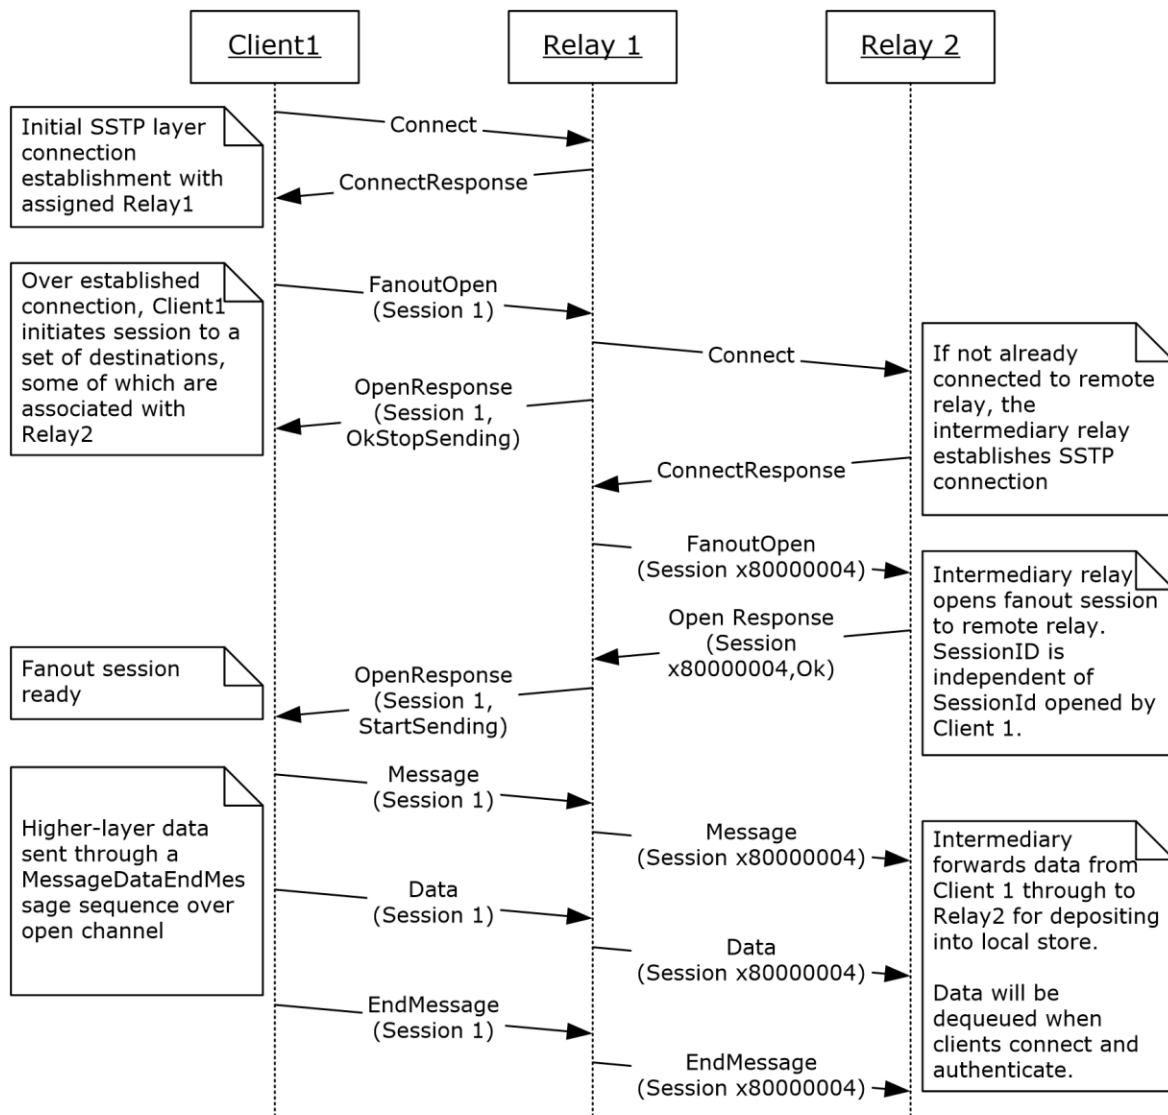 Client1
Relay 1
Relay 2
Initial SSTP layer
connection
establishment with
assigned Relay1
Connect
ConnectResponse
Over established
connection, Client1
initiates session to a
set of destinations,
some of which are
associated with
Relay2
FanoutOpen
(Session 1)
Connect
If not already
connected to remote
relay, the
intermediary relay
establishes SSTP
connection
OpenResponse
(Session 1,
OkStopSending)
ConnectResponse
FanoutOpen
(Session x80000004)
Intermediary relay
opens fanout session
to remote relay.
SessionID is
independent of
SessionId opened by
Client 1.
Open Response
(Session
x80000004,Ok)
Fanout session
ready
OpenResponse
(Session 1,
StartSending)
Higher-layer data
sent through a
MessageDataEndMes
sage sequence over
open channel
Message
(Session 1)
Message
(Session x80000004)
Intermediary
forwards data from
Client 1 through to
Relay2 for depositing
into local store.
Data will be
dequeued when
clients connect and
authenticate.
Data
(Session 1)
Data
(Session x80000004)
EndMessage
(Session 1)
EndMessage
(Session x80000004)